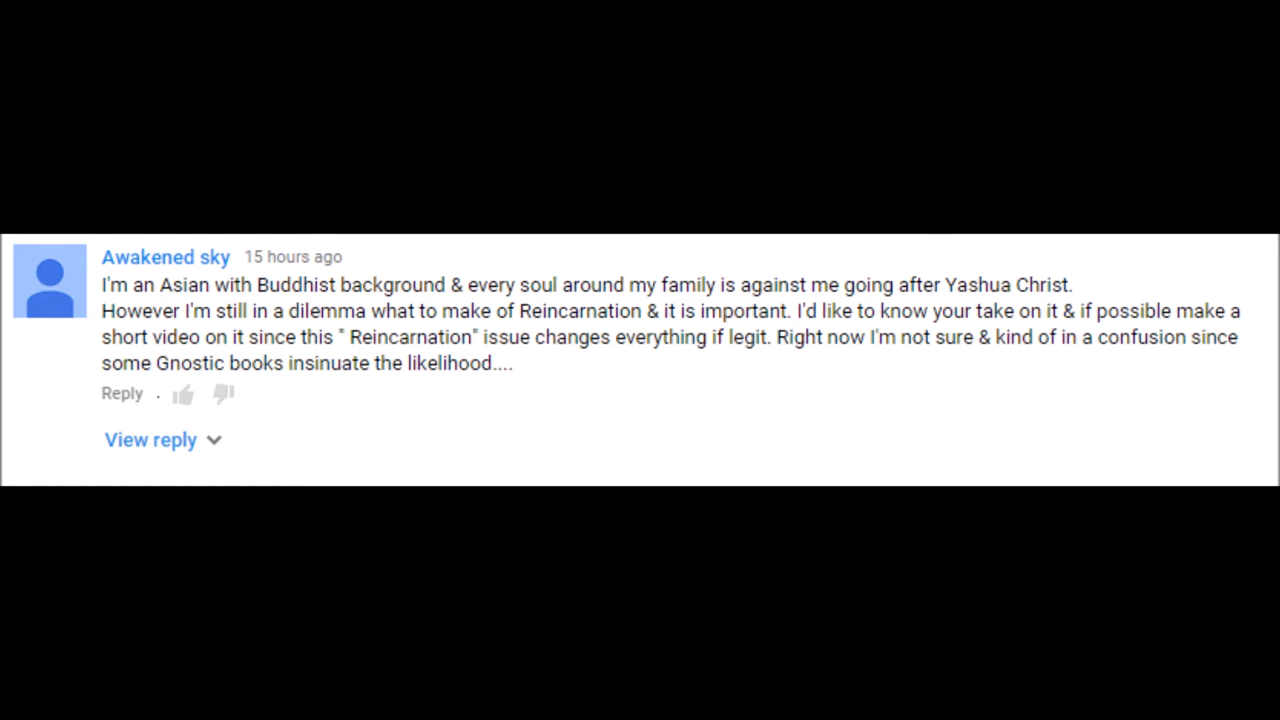 Awakened sky 15 hours ago
I'm an Asian with Buddhist background & every soul around my family is against me going after Yashua Christ.
However I'm still in a dilemma what to make of Reincarnation & it is important. I'd like to know your take on it & if possible make a
short video on it since this " Reincarnation" issue changes everything if legit. Right now I'm not sure & kind of in a confusion since
some Gnostic books insinuate the likelihood....
Reply .
View reply